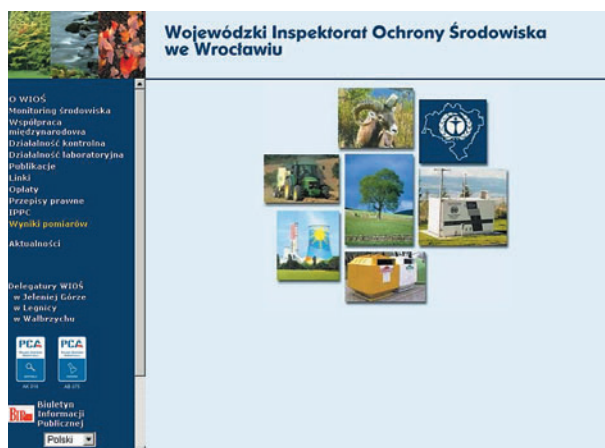 Wojewódzki Inspektorat Ochrony Środowiska
we Wrocławiu
O WIOŚ
Monitoring środowiska
Współpraca
międzynarodowa
Działalność kontrolna
Działalność laboratoryjna
Publikacje
Linki
Opłaty
Przepisy prawne
IPPC
Wyniki pomiarów
Aktualności
Delegatury WIOŚ
w Jeleniej Górze
w Legnicy
w Wałbrzychu
PCA PCA
Biuletyn
Informacji
Publicznej
Polski